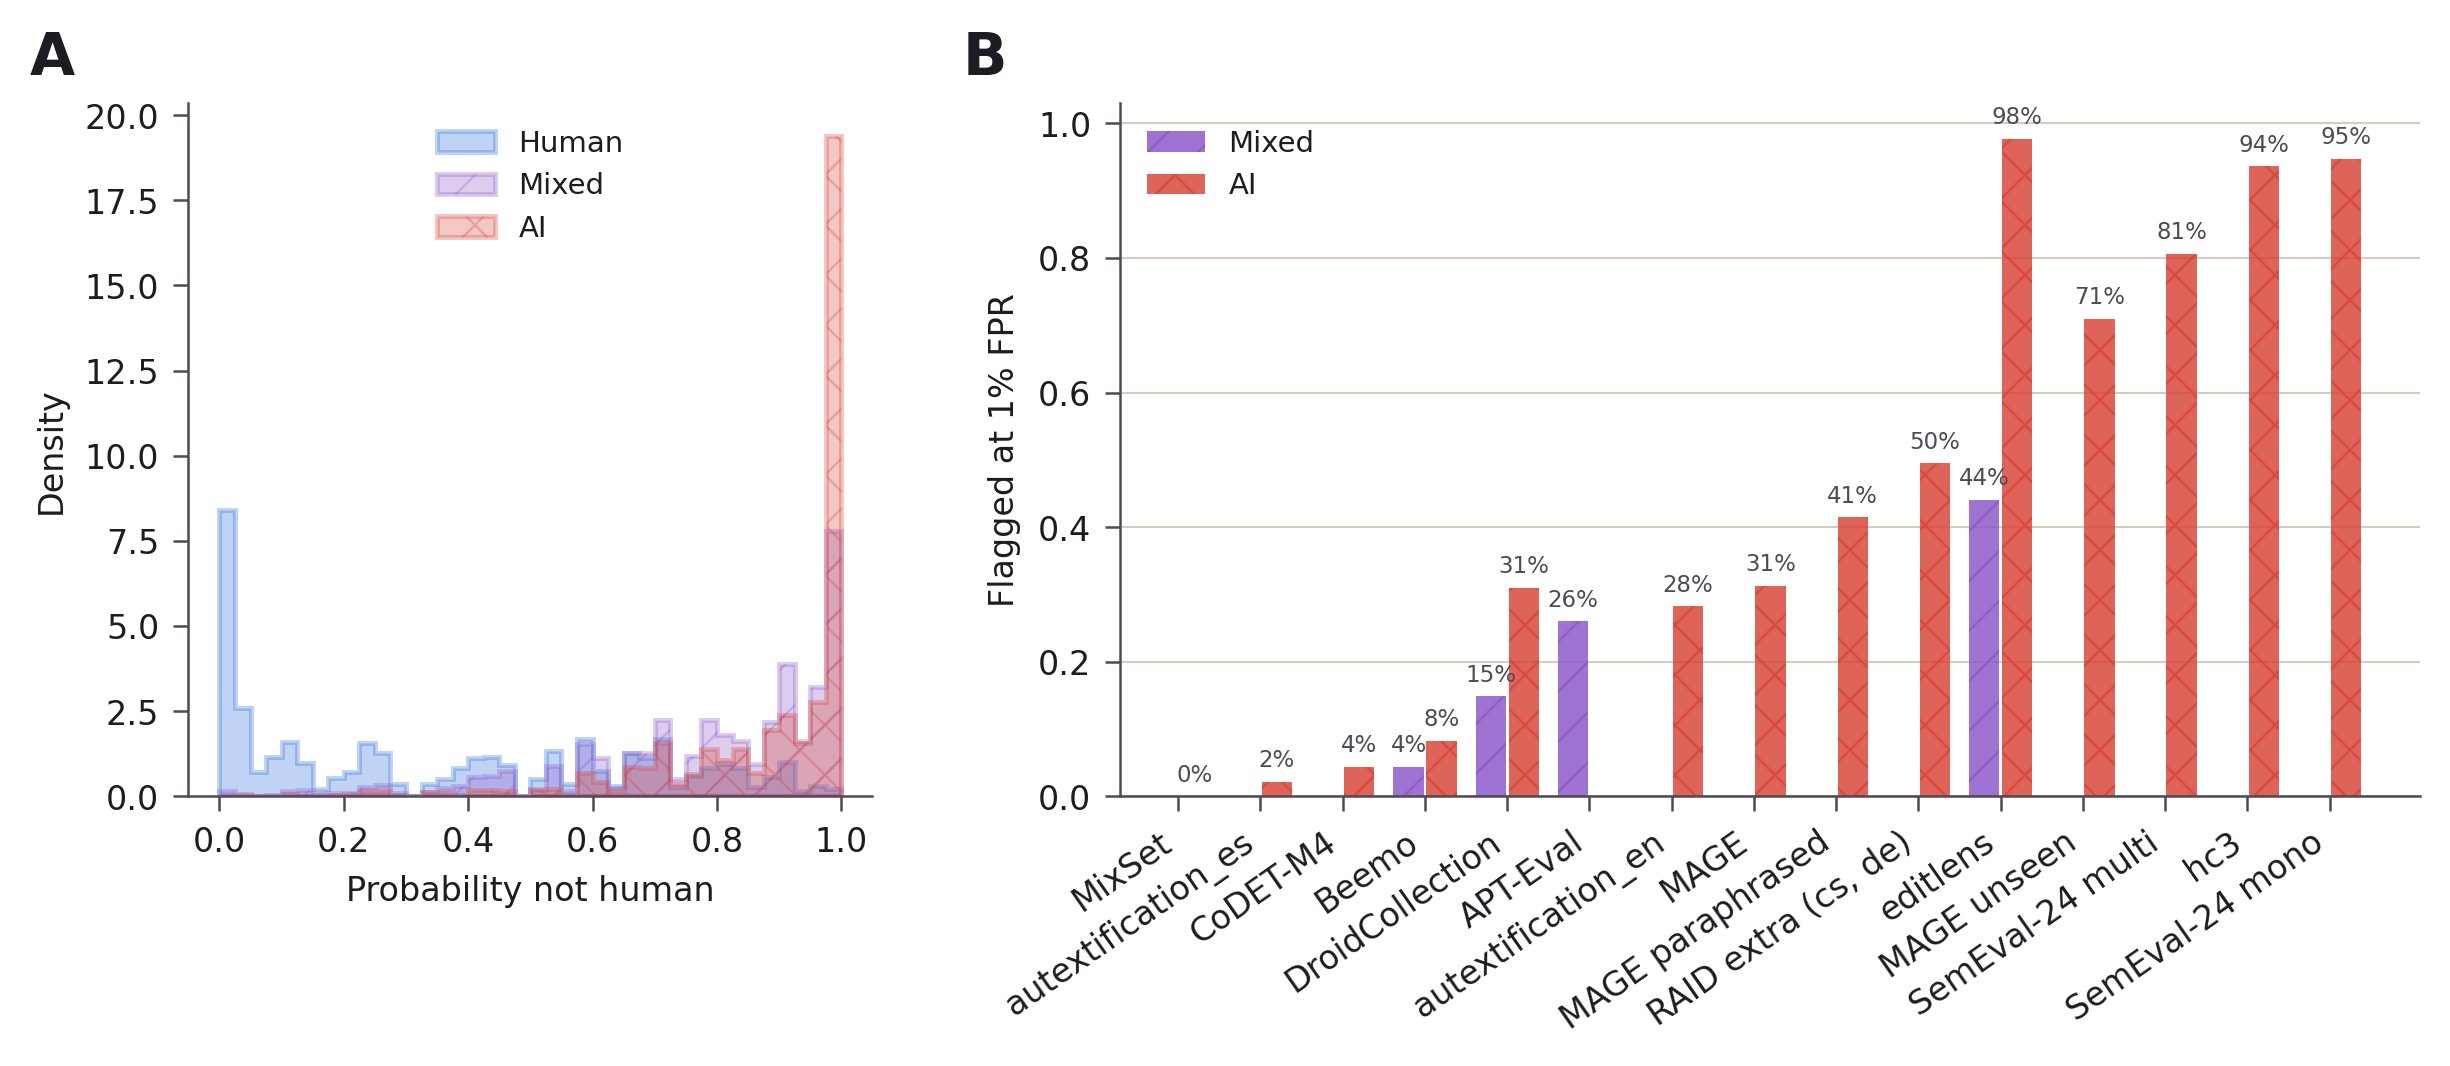 A
20.0
17.5
15.0
12.5
10.0
7.5
5.0
2.5
0.0
Density
Human
Mixed
AI
0.0 0.2 0.4 0.6 0.8 1.0
Probability not human
B
1.0
0.8
0.6
0.4
0.2
0.0
Flagged at 1% FPR
Mixed
AI
0%
2%
4%
4%
8%
15%
31%
26%
28%
31%
41%
50%
44%
98%
71%
81%
94%
95%
MixSet
autextification_es
CoDET-M4
Beemo
DroidCollection
APT-Eval
autextification_en
MAGE
MAGE paraphrased
RAID extra (cs, de)
editlens
MAGE unseen
SemEval-24 multi
hc3
SemEval-24 mono